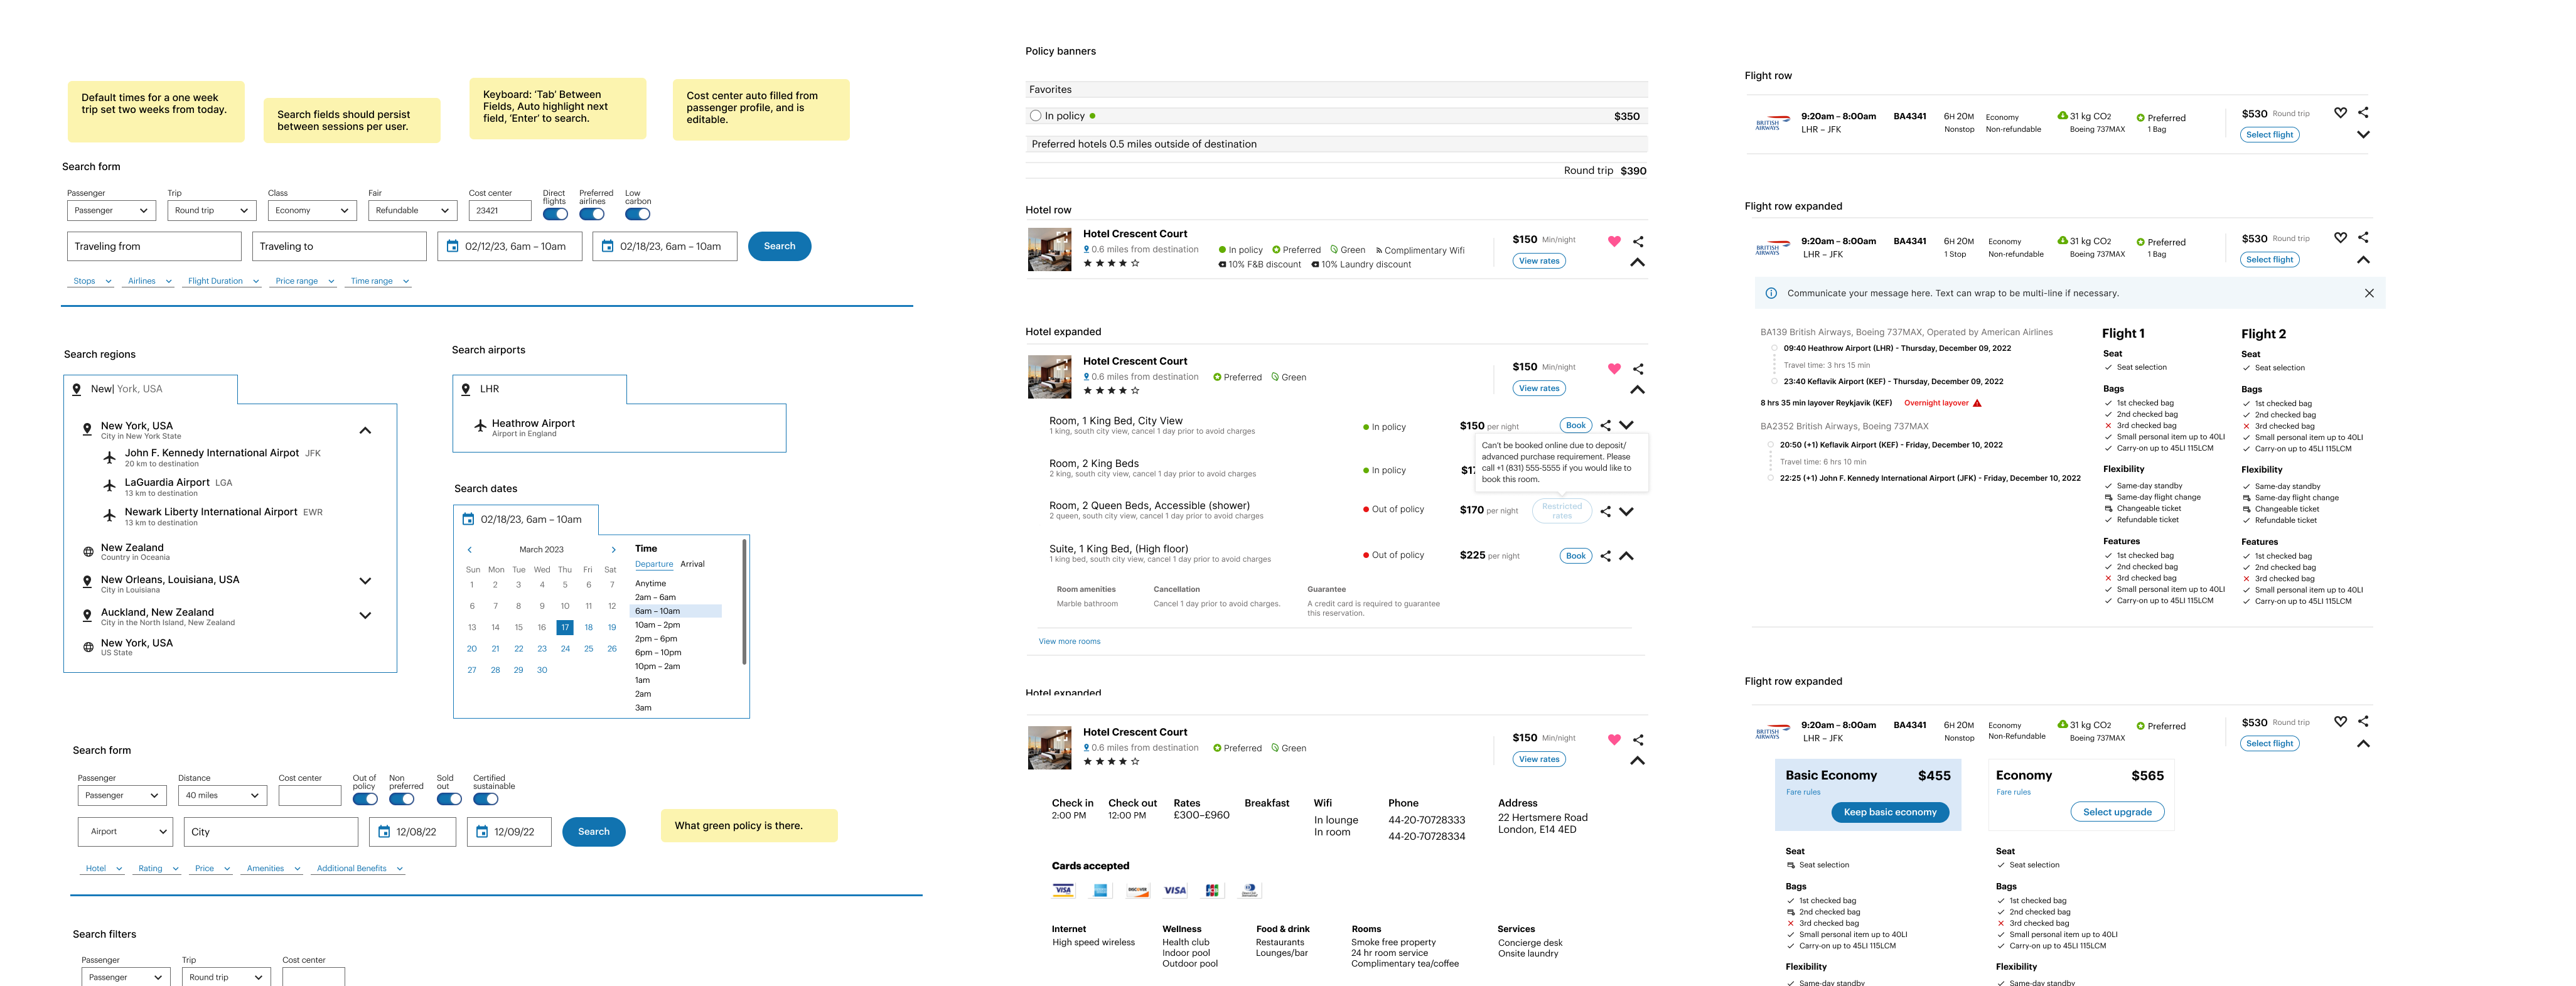 Default times for a one week
trip set two weeks from today.
Search fields should persist
between sessions per user.
Keyboard: 'Tab' Between
Fields, Auto highlight next
field, 'Enter' to search.
Cost center auto filled from
passenger profile, and is
editable.
Search form
Passenger Trip Class Fair Cost center Direct flights Preferred airlines Low carbon
Passenger Round trip Economy Refundable 23421
Traveling from Traveling to 02/12/23, 6am – 10am 02/18/23, 6am – 10am Search
Stops Airlines Flight Duration Price range Time range
Search regions
New| York, USA
New York, USA
City in New York State
John F. Kennedy International Airpot JFK
20 km to destination
LaGuardia Airport LGA
13 km to destination
Newark Liberty International Airport EWR
13 km to destination
New Zealand
Country in Oceania
New Orleans, Louisiana, USA
City in Louisiana
Auckland, New Zealand
City in the North Island, New Zealand
New York, USA
US State
Search airports
LHR
Heathrow Airport
Airport in England
Search dates
02/18/23, 6am – 10am
March 2023
Sun Mon Tue Wed Thu Fri Sat
1 2 3 4 5 6 7
6 7 8 9 10 11 12
13 14 15 16 17 18 19
20 21 22 23 24 25 26
27 28 29 30
Time
Departure Arrival
Anytime
2am – 6am
6am – 10am
10am – 2pm
2pm – 6pm
6pm – 10pm
10pm – 2am
1am
2am
3am
Search form
Passenger Distance Cost center Out of policy Non preferred Sold out Certified sustainable
Passenger 40 miles
Airport City 12/08/22 12/09/22 Search
Hotel Rating Price Amenities Additional Benefits
What green policy is there.
Search filters
Passenger Trip Cost center
Passenger Round trip
Policy banners
Favorites
In policy $350
Preferred hotels 0.5 miles outside of destination
Round trip $390
Hotel row
Hotel Crescent Court
0.6 miles from destination
In policy Preferred Green Complimentary Wifi
10% F&B discount 10% Laundry discount
$150 Min/night
View rates
Hotel expanded
Hotel Crescent Court
0.6 miles from destination Preferred Green
$150 Min/night
View rates
Room, 1 King Bed, City View
1 king, south city view, cancel 1 day prior to avoid charges
In policy $150 per night Book
Room, 2 King Beds
2 king, south city view, cancel 1 day prior to avoid charges
In policy
Can't be booked online due to deposit/
advanced purchase requirement. Please
call +1 (831) 555-5555 if you would like to
book this room.
Room, 2 Queen Beds, Accessible (shower)
2 queen, south city view, cancel 1 day prior to avoid charges
Out of policy $170 per night Restricted rates
Suite, 1 King Bed, (High floor)
1 king bed, south city view, cancel 1 day prior to avoid charges
Out of policy $225 per night Book
Room amenities Cancellation Guarantee
Marble bathroom Cancel 1 day prior to avoid charges. A credit card is required to guarantee
this reservation.
View more rooms
Hotel expanded
Hotel Crescent Court
0.6 miles from destination Preferred Green
$150 Min/night
View rates
Check in Check out Rates Breakfast Wifi Phone Address
2:00 PM 12:00 PM £300–£960 In lounge 44-20-70728333 22 Hertsmere Road
In room 44-20-70728334 London, E14 4ED
Cards accepted
VISA DISCOVER VISA JCB
Internet Wellness Food & drink Rooms Services
High speed wireless Health club Restaurants Smoke free property Concierge desk
Indoor pool Lounges/bar 24 hr room service Onsite laundry
Outdoor pool Complimentary tea/coffee
Flight row
BRITISH AIRWAYS
9:20am – 8:00am BA4341 6H 20M Economy 31 kg CO2 Preferred $530 Round trip
LHR – JFK Nonstop Non-refundable Boeing 737MAX 1 Bag Select flight
Flight row expanded
BRITISH AIRWAYS
9:20am – 8:00am BA4341 6H 20M Economy 31 kg CO2 Preferred $530 Round trip
LHR – JFK 1 Stop Non-refundable Boeing 737MAX 1 Bag Select flight
Communicate your message here. Text can wrap to be multi-line if necessary.
BA139 British Airways, Boeing 737MAX, Operated by American Airlines
09:40 Heathrow Airport (LHR) - Thursday, December 09, 2022
Travel time: 3 hrs 15 min
23:40 Keflavik Airport (KEF) - Thursday, December 09, 2022
8 hrs 35 min layover Reykjavik (KEF) Overnight layover
BA2352 British Airways, Boeing 737MAX
20:50 (+1) Keflavik Airport (KEF) - Friday, December 10, 2022
Travel time: 6 hrs 10 min
22:25 (+1) John F. Kennedy International Airport (JFK) - Friday, December 10, 2022
Flight 1
Seat
Seat selection
Bags
1st checked bag
2nd checked bag
3rd checked bag
Small personal item up to 40LI
Carry-on up to 45LI 115LCM
Flexibility
Same-day standby
Same-day flight change
Changeable ticket
Refundable ticket
Features
1st checked bag
2nd checked bag
3rd checked bag
Small personal item up to 40LI
Carry-on up to 45LI 115LCM
Flight 2
Seat
Seat selection
Bags
1st checked bag
2nd checked bag
3rd checked bag
Small personal item up to 40LI
Carry-on up to 45LI 115LCM
Flexibility
Same-day standby
Same-day flight change
Changeable ticket
Refundable ticket
Features
1st checked bag
2nd checked bag
3rd checked bag
Small personal item up to 40LI
Carry-on up to 45LI 115LCM
Flight row expanded
BRITISH AIRWAYS
9:20am – 8:00am BA4341 6H 20M Economy 31 kg CO2 Preferred $530 Round trip
LHR – JFK Nonstop Non-Refundable Boeing 737MAX Select flight
Basic Economy $455
Fare rules
Keep basic economy
Economy $565
Fare rules
Select upgrade
Seat
Seat selection
Bags
1st checked bag
2nd checked bag
3rd checked bag
Small personal item up to 40LI
Carry-on up to 45LI 115LCM
Flexibility
Same-day standby
Seat
Seat selection
Bags
1st checked bag
2nd checked bag
3rd checked bag
Small personal item up to 40LI
Carry-on up to 45LI 115LCM
Flexibility
Same-day standby